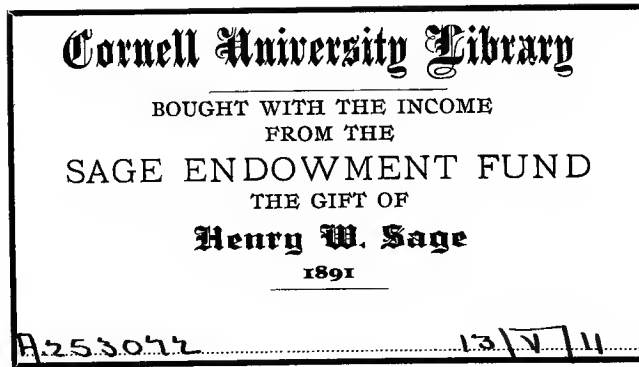 Cornell University Library
BOUGHT WITH THE INCOME
FROM THE
SAGE ENDOWMENT FUND
THE GIFT OF
Henry W. Sage
1891
A.253042 13/V/11